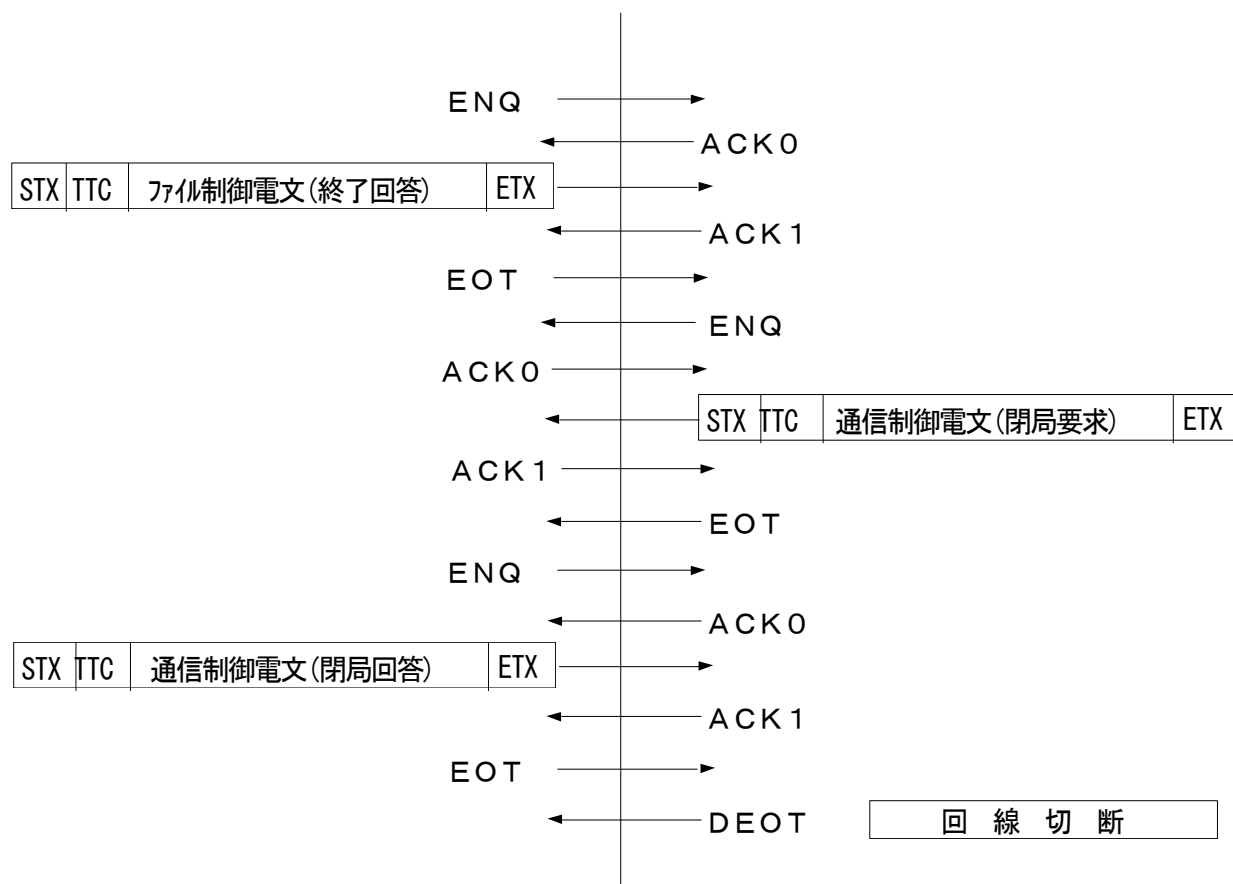 ENQ
ACK0
STX TTC ファイル制御電文(終了回答) ETX
ACK1
EOT
ENQ
ACK0
STX TTC 通信制御電文(閉局要求) ETX
ACK1
EOT
ENQ
ACK0
STX TTC 通信制御電文(閉局回答) ETX
ACK1
EOT
DEOT 回線切断